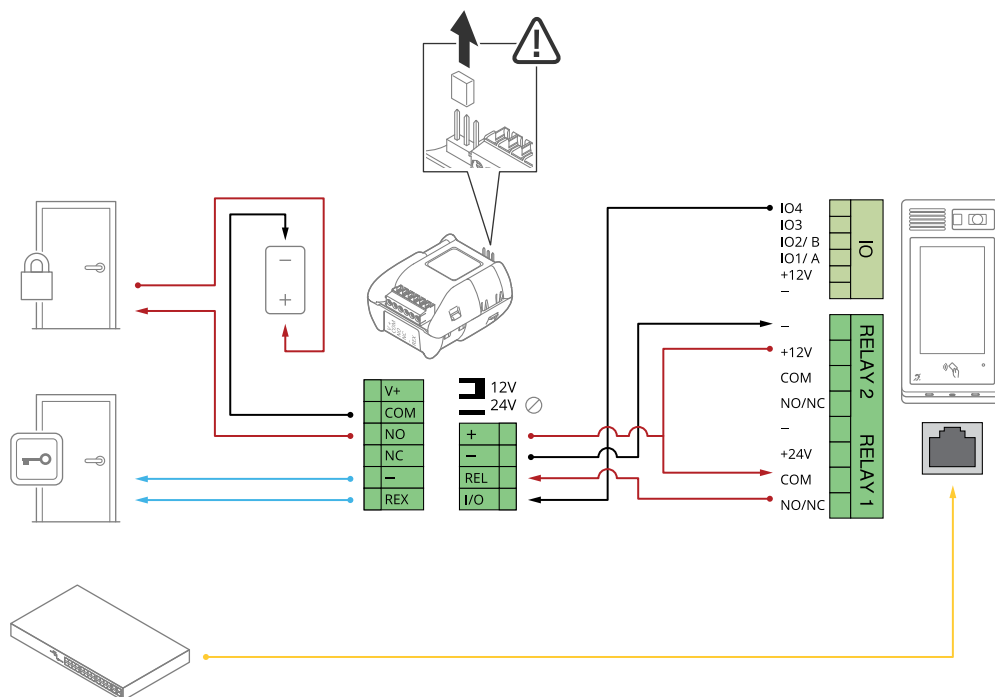 IO4
IO3
IO2/ B
IO1/ A
+12V
–
IO
–
+12V
COM
NO/NC
–
+24V
COM
NO/NC
RELAY 2
RELAY 1
–
+
V+
COM
NO
NC
–
REX
12V
24V
+
–
REL
I/O